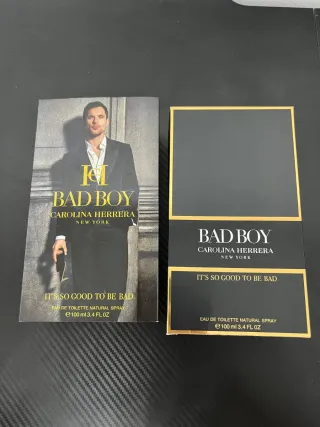 CH
BAD BOY
CAROLINA HERRERA
NEW YORK
IT'S SO GOOD TO BE BAD
EAU DE TOILETTE NATURAL SPRAY
℮100 ml 3.4 FL OZ
BAD BOY
CAROLINA HERRERA
NEW YORK
IT'S SO GOOD TO BE BAD
EAU DE TOILETTE NATURAL SPRAY
℮100 ml 3.4 FL OZ